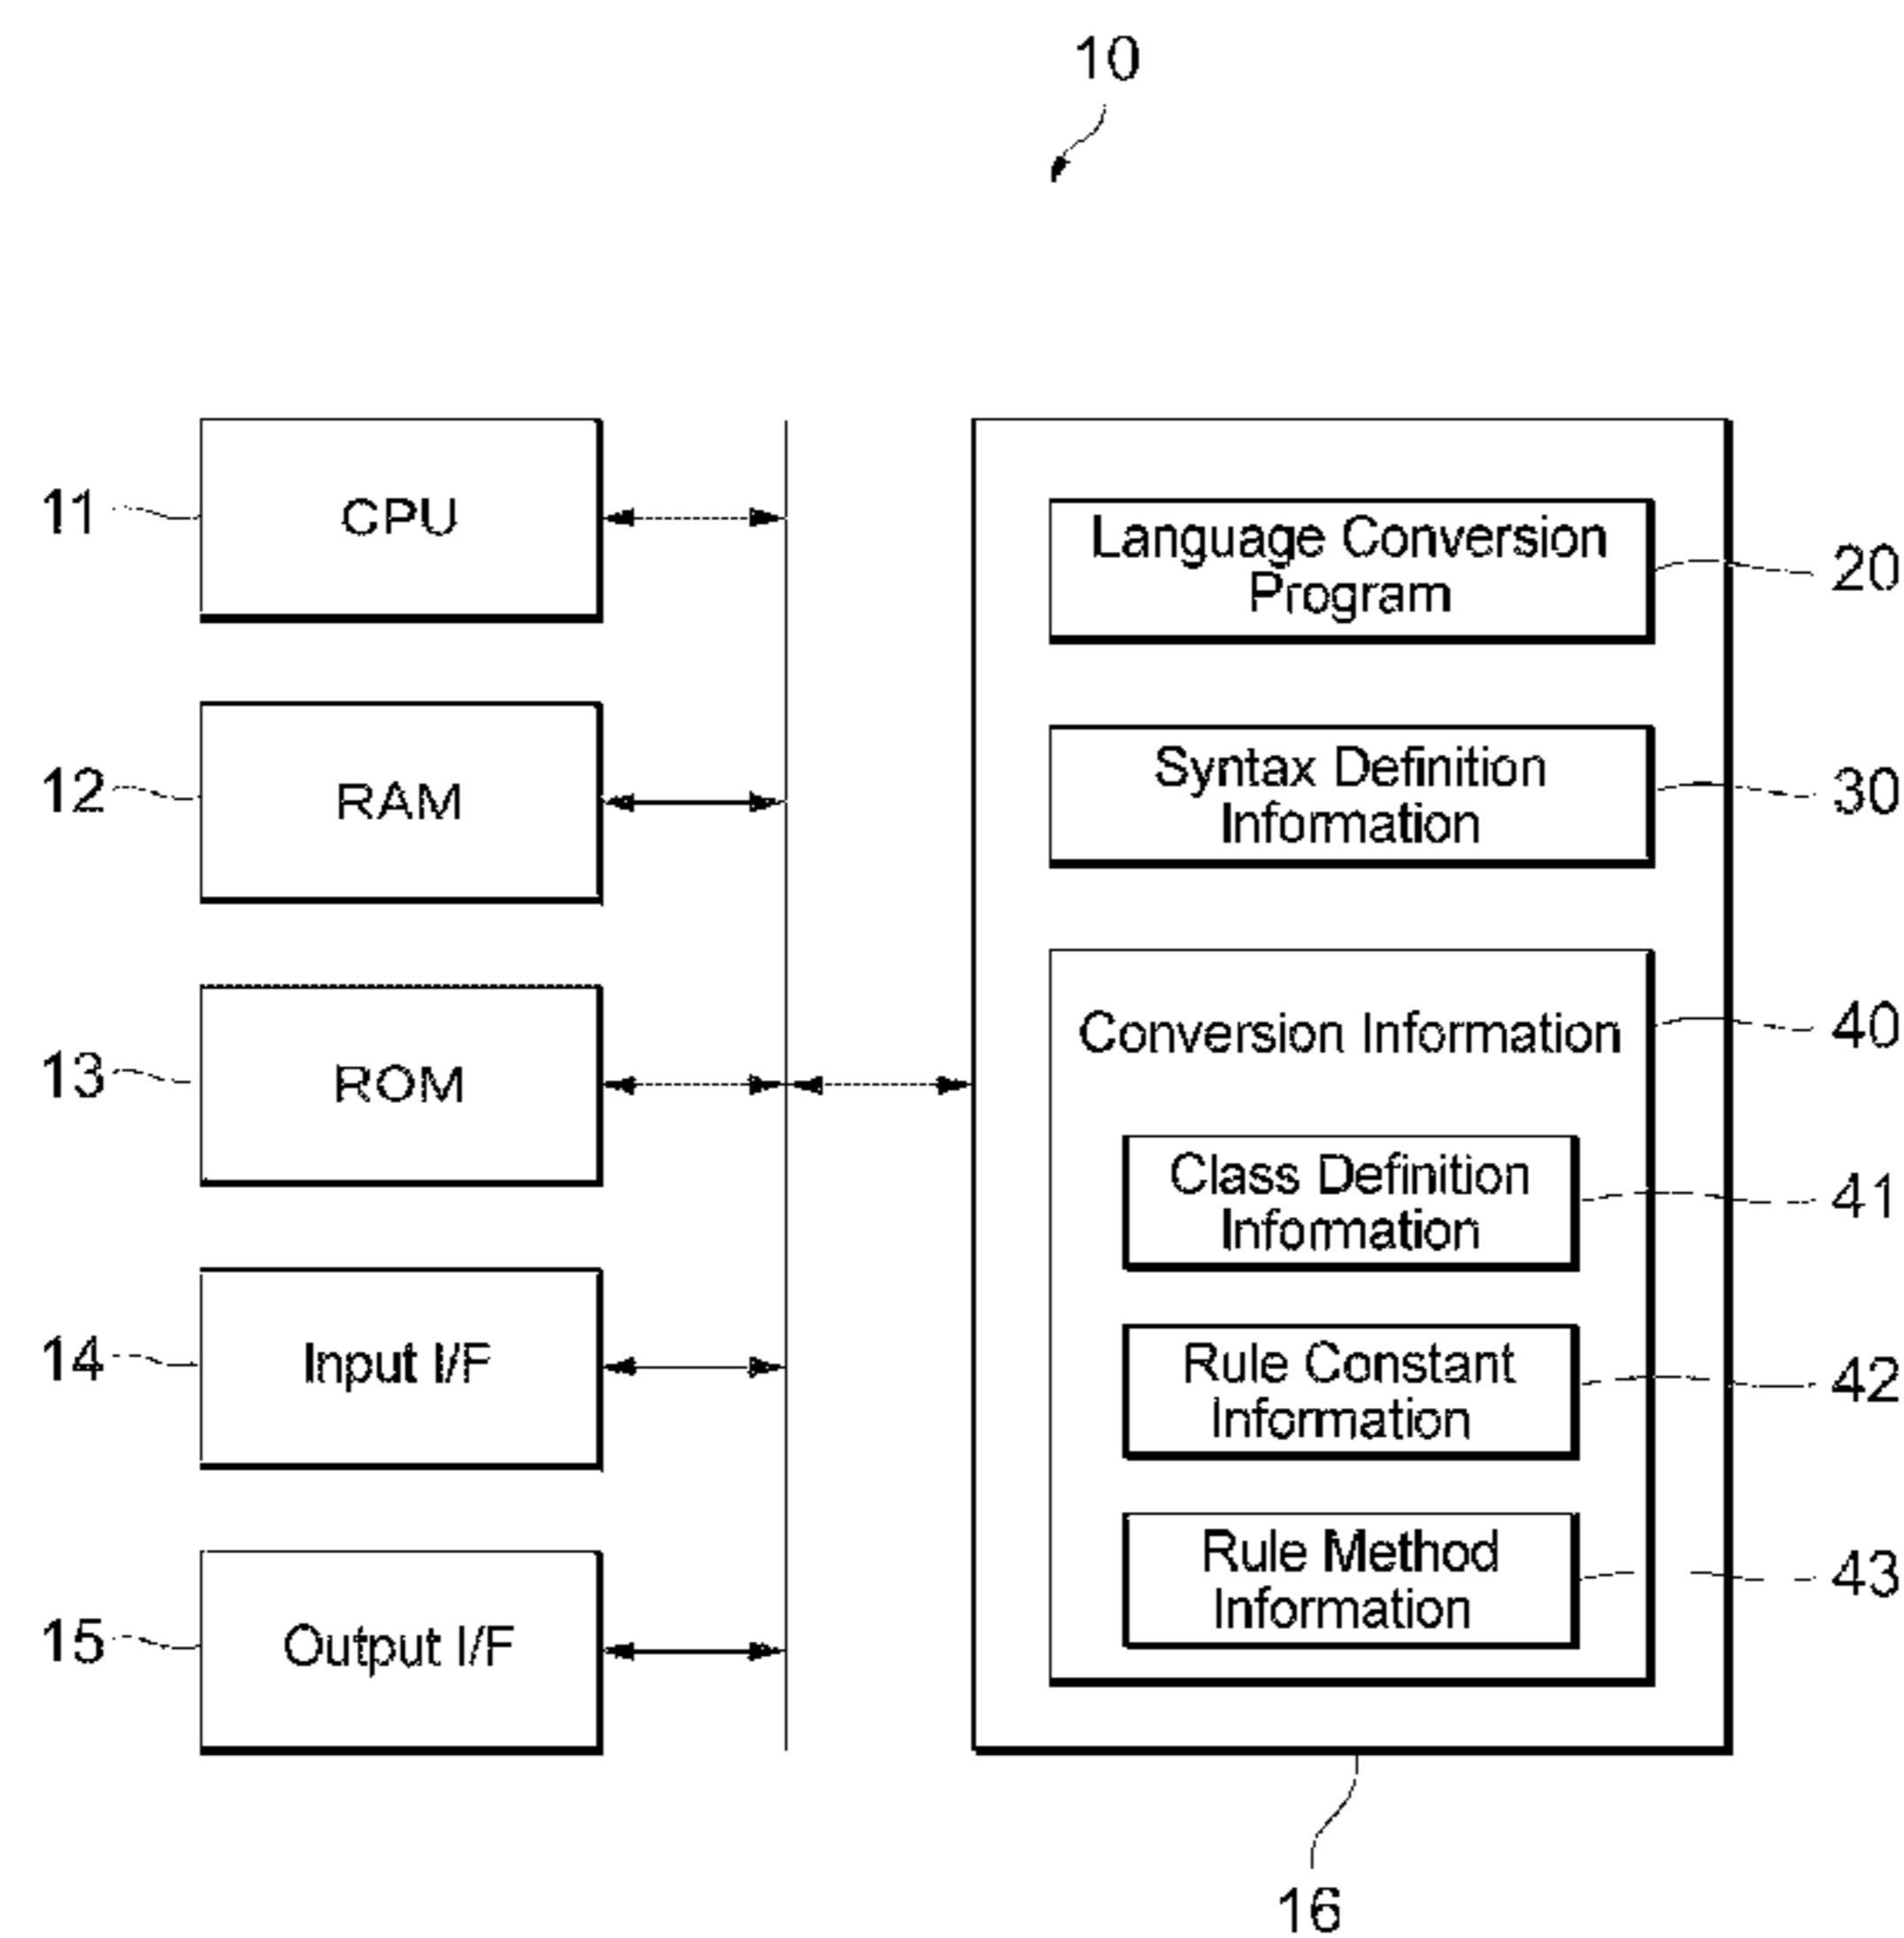 10
11
CPU
12
RAM
13
ROM
14
Input I/F
15
Output I/F
Language Conversion
Program
20
Syntax Definition
Information
30
Conversion Information
40
Class Definition
Information
41
Rule Constant
Information
42
Rule Method
Information
43
16